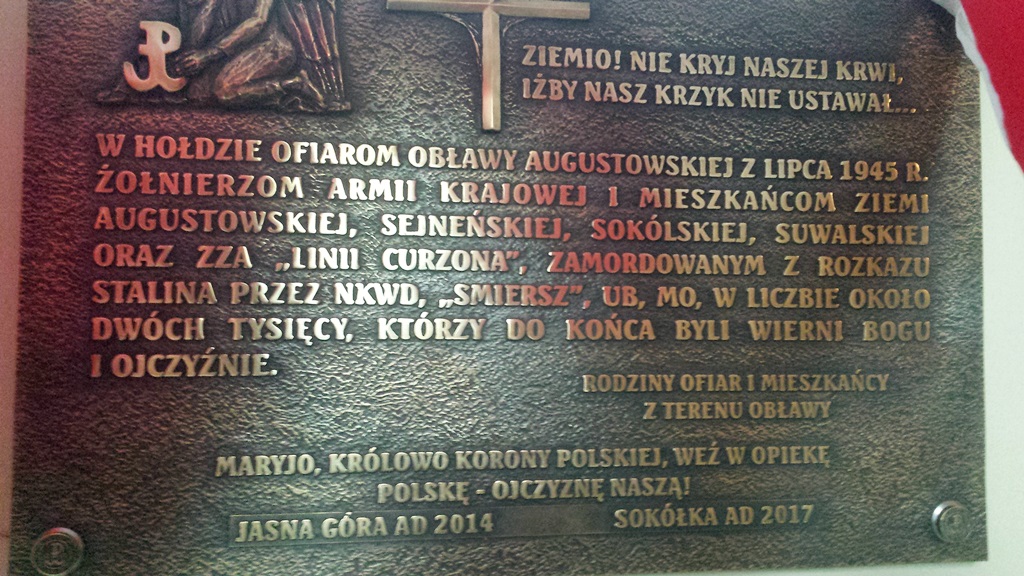 ZIEMIO! NIE KRYJ NASZEJ KRWI,
IŻBY NASZ KRZYK NIE USTAWAŁ...
W HOŁDZIE OFIAROM OBŁAWY AUGUSTOWSKIEJ Z LIPCA 1945 R.
ŻOŁNIERZOM ARMII KRAJOWEJ I MIESZKAŃCOM ZIEMI
AUGUSTOWSKIEJ, SEJNEŃSKIEJ, SOKÓLSKIEJ, SUWALSKIEJ
ORAZ ZZA „LINII CURZONA”, ZAMORDOWANYM Z ROZKAZU
STALINA PRZEZ NKWD, „SMIERSZ”, UB, MO, W LICZBIE OKOŁO
DWÓCH TYSIĘCY, KTÓRZY DO KOŃCA BYLI WIERNI BOGU
I OJCZYŹNIE.
RODZINY OFIAR I MIESZKAŃCY
Z TERENU OBŁAWY
MARYJO, KRÓLOWO KORONY POLSKIEJ, WEŹ W OPIEKĘ
POLSKĘ - OJCZYZNĘ NASZĄ!
JASNA GÓRA AD 2014 SOKÓŁKA AD 2017